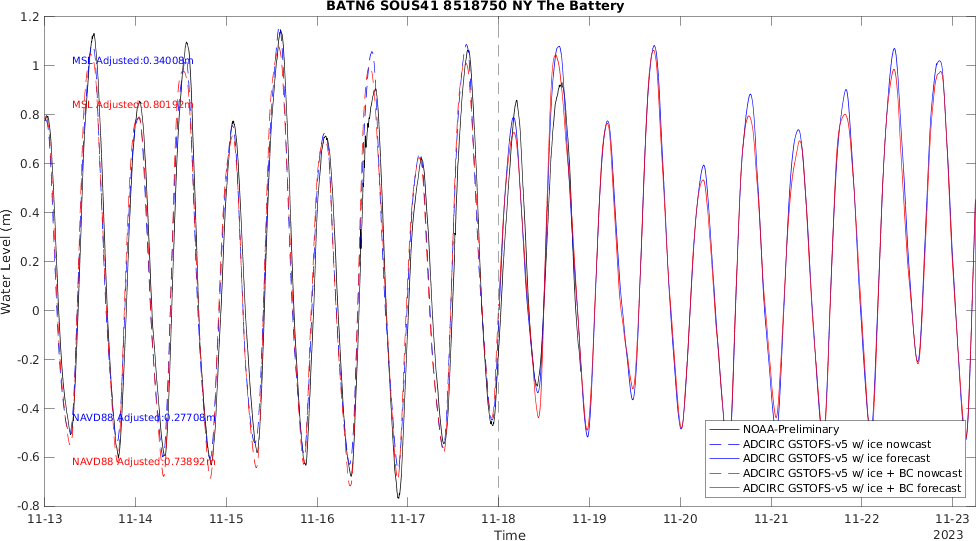 BATN6 SOUS41 8518750 NY The Battery
1.2
1
0.8
0.6
0.4
0.2
0
-0.2
-0.4
-0.6
-0.8
Water Level (m)
MSL Adjusted:0.34008m
MSL Adjusted:0.80192m
NAVD88 Adjusted:0.27708m
NAVD88 Adjusted:0.73892m
NOAA-Preliminary
ADCIRC GSTOFS-v5 w/ ice nowcast
ADCIRC GSTOFS-v5 w/ ice forecast
ADCIRC GSTOFS-v5 w/ ice + BC nowcast
ADCIRC GSTOFS-v5 w/ ice + BC forecast
11-13 11-14 11-15 11-16 11-17 11-18 11-19 11-20 11-21 11-22 11-23
Time
2023